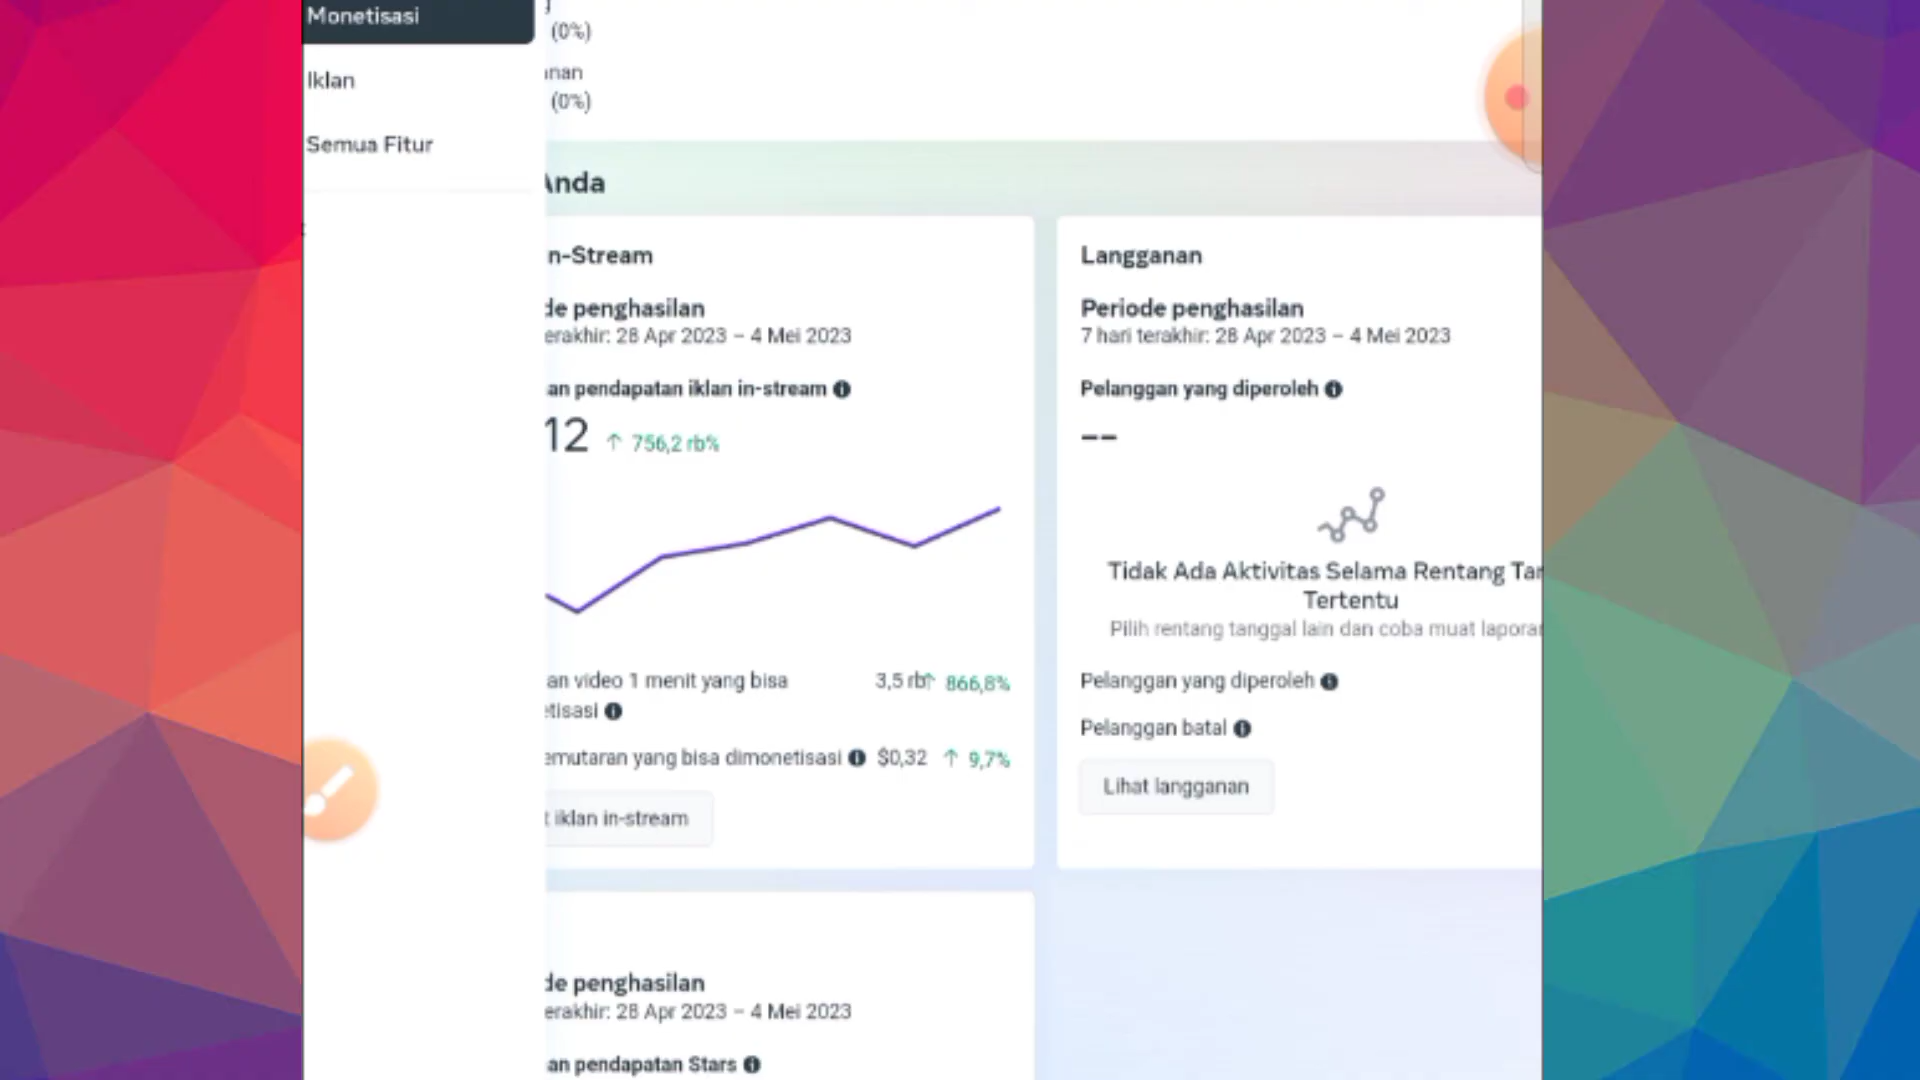 Monetisasi
Iklan
Semua Fitur
(0%)
(0%)
Anda
n-Stream
de penghasilan
erakhir: 28 Apr 2023 – 4 Mei 2023
an pendapatan iklan in-stream
12 ↑ 756,2 rb%
an video 1 menit yang bisa
3,5 rb↑ 866,8%
etisasi
emutaran yang bisa dimonetisasi $0,32 ↑ 9,7%
t iklan in-stream
Langganan
Periode penghasilan
7 hari terakhir: 28 Apr 2023 – 4 Mei 2023
Pelanggan yang diperoleh
--
Tidak Ada Aktivitas Selama Rentang Tan
Tertentu
Pilih rentang tanggal lain dan coba muat laporan
Pelanggan yang diperoleh
Pelanggan batal
Lihat langganan
de penghasilan
erakhir: 28 Apr 2023 – 4 Mei 2023
an pendapatan Stars